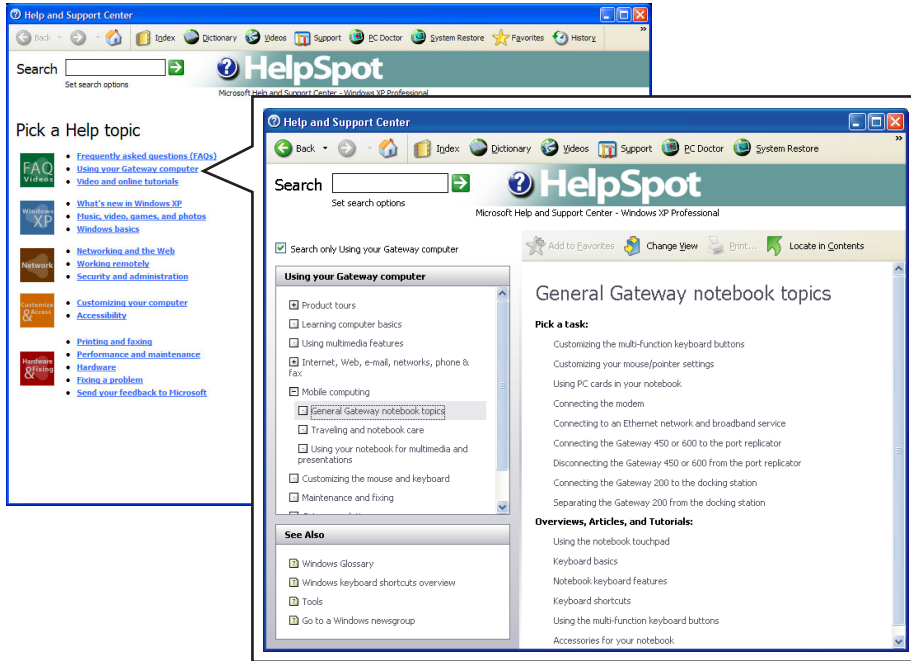 Help and Support Center
Back Index Dictionary Videos Support PC Doctor System Restore Favorites History »
Search
Set search options
? HelpSpot
Microsoft Help and Support Center - Windows XP Professional
Pick a Help topic
FAQ
Videos
Frequently asked questions (FAQs)
Using your Gateway computer
Video and online tutorials
Windows
XP
What's new in Windows XP
Music, video, games, and photos
Windows basics
Network
Networking and the Web
Working remotely
Security and administration
Customize
&Access
Customizing your computer
Accessibility
Hardware
&Fixing
Printing and faxing
Performance and maintenance
Hardware
Fixing a problem
Send your feedback to Microsoft
Help and Support Center
Back Index Dictionary Videos Support PC Doctor System Restore »
Search
Set search options
? HelpSpot
Microsoft Help and Support Center - Windows XP Professional
Search only Using your Gateway computer
Add to Favorites Change View Print... Locate in Contents
Using your Gateway computer
Product tours
Learning computer basics
Using multimedia features
Internet, Web, e-mail, networks, phone &
fax
Mobile computing
General Gateway notebook topics
Traveling and notebook care
Using your notebook for multimedia and
presentations
Customizing the mouse and keyboard
Maintenance and fixing
See Also
Windows Glossary
Windows keyboard shortcuts overview
Tools
Go to a Windows newsgroup
General Gateway notebook topics
Pick a task:
Customizing the multi-function keyboard buttons
Customizing your mouse/pointer settings
Using PC cards in your notebook
Connecting the modem
Connecting to an Ethernet network and broadband service
Connecting the Gateway 450 or 600 to the port replicator
Disconnecting the Gateway 450 or 600 from the port replicator
Connecting the Gateway 200 to the docking station
Separating the Gateway 200 from the docking station
Overviews, Articles, and Tutorials:
Using the notebook touchpad
Keyboard basics
Notebook keyboard features
Keyboard shortcuts
Using the multi-function keyboard buttons
Accessories for your notebook